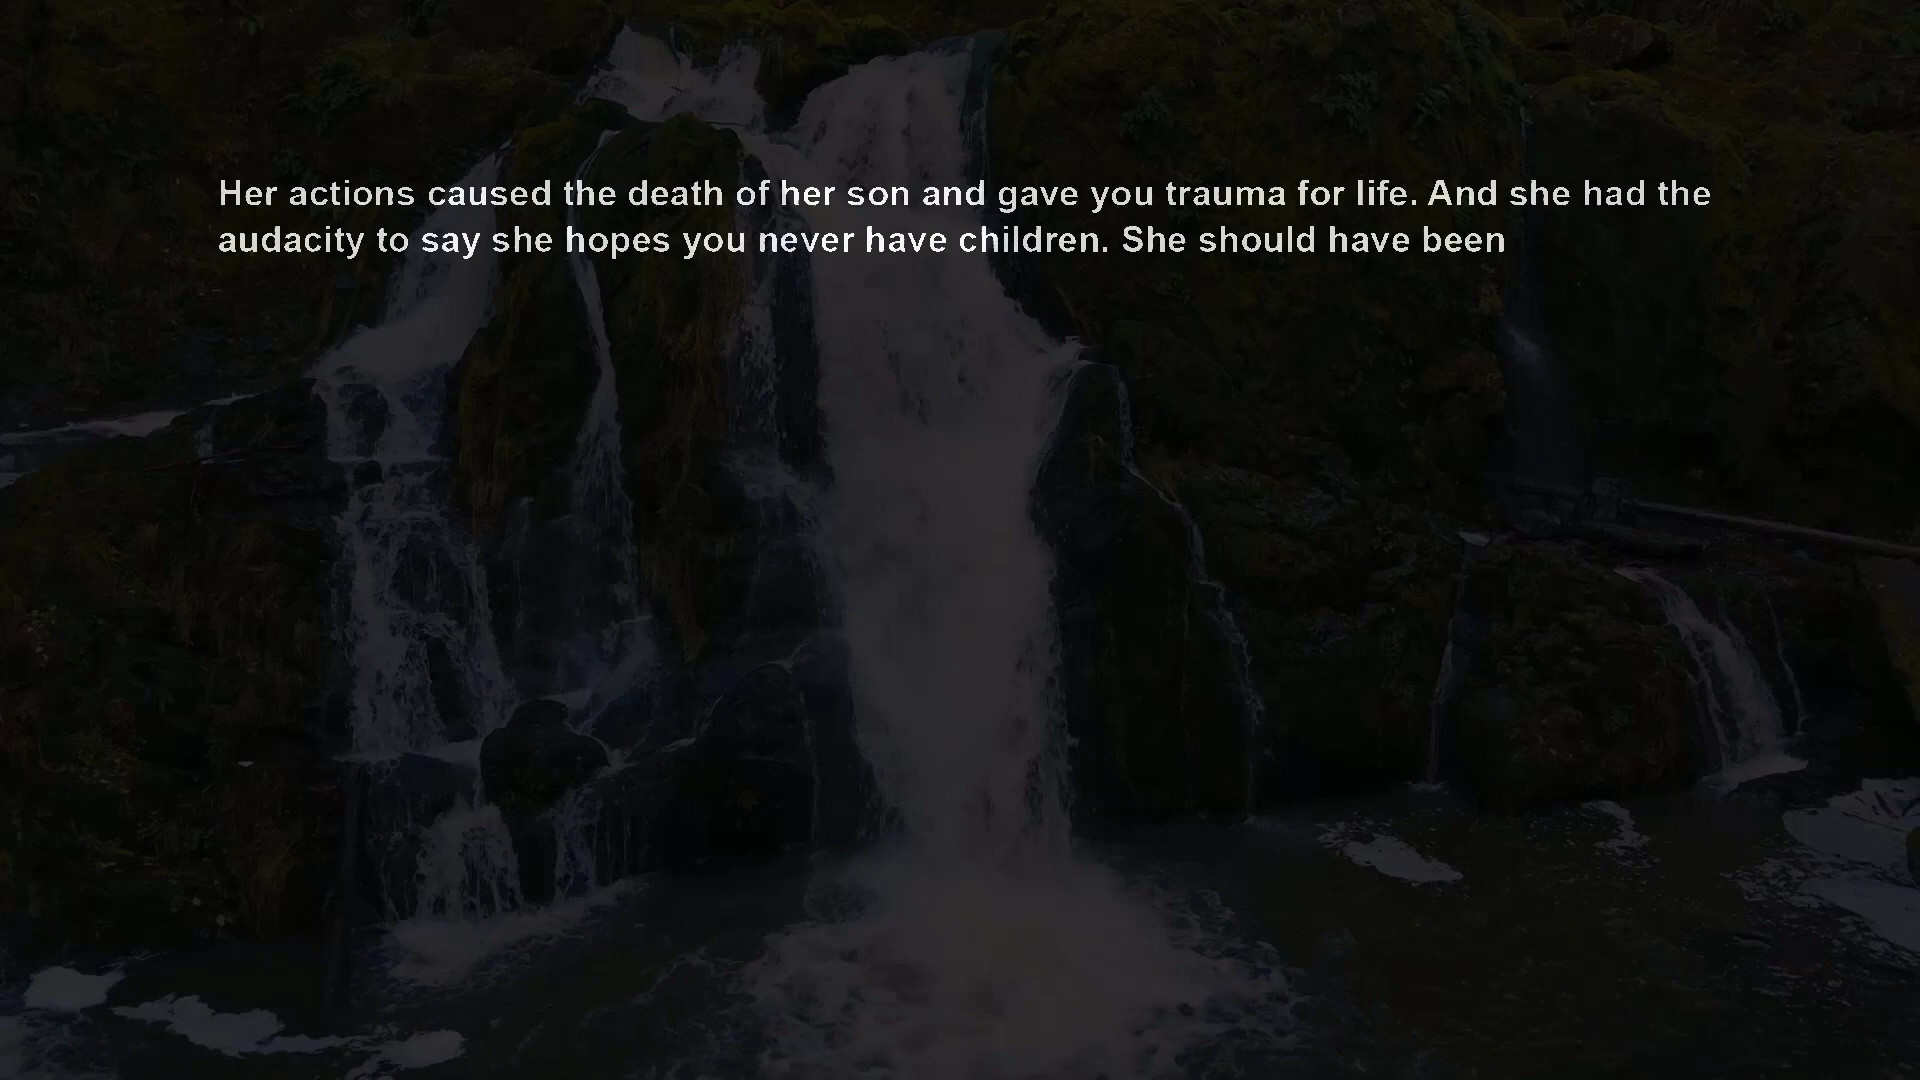 Her actions caused the death of her son and gave you trauma for life. And she had the
audacity to say she hopes you never have children. She should have been